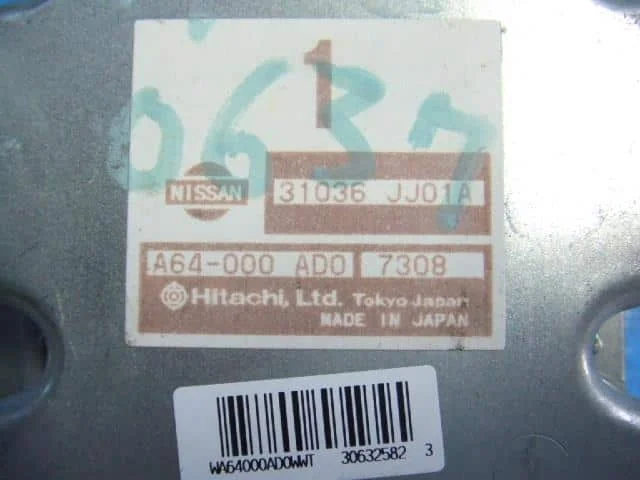 1
0637
NISSAN 31036 JJ01A
A64-000 AD0 7308
Hitachi, Ltd. Tokyo Japan
MADE IN JAPAN
WA64000AD0WWT 30632582 3